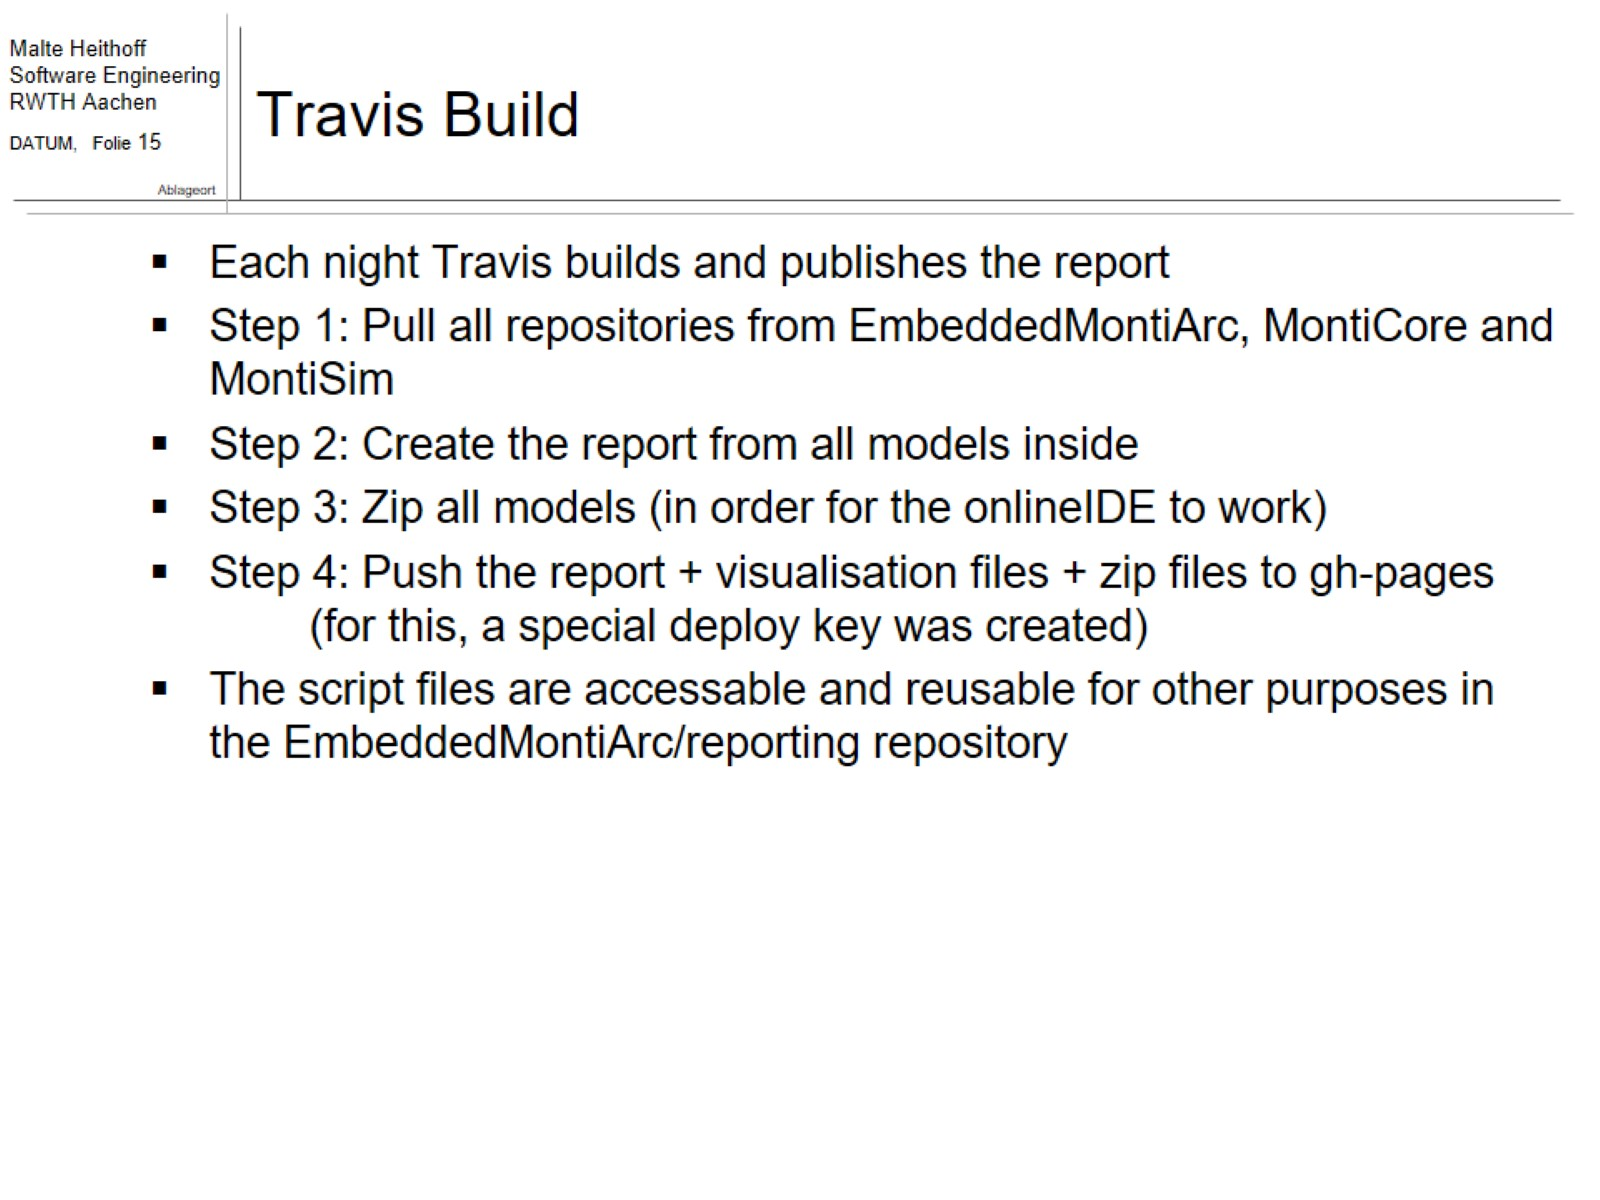 Malte Heithoff
Software Engineering
RWTH Aachen
DATUM, Folie 15
Ablageort
Travis Build
▪ Each night Travis builds and publishes the report
▪ Step 1: Pull all repositories from EmbeddedMontiArc, MontiCore and
MontiSim
▪ Step 2: Create the report from all models inside
▪ Step 3: Zip all models (in order for the onlineIDE to work)
▪ Step 4: Push the report + visualisation files + zip files to gh-pages
(for this, a special deploy key was created)
▪ The script files are accessable and reusable for other purposes in
the EmbeddedMontiArc/reporting repository